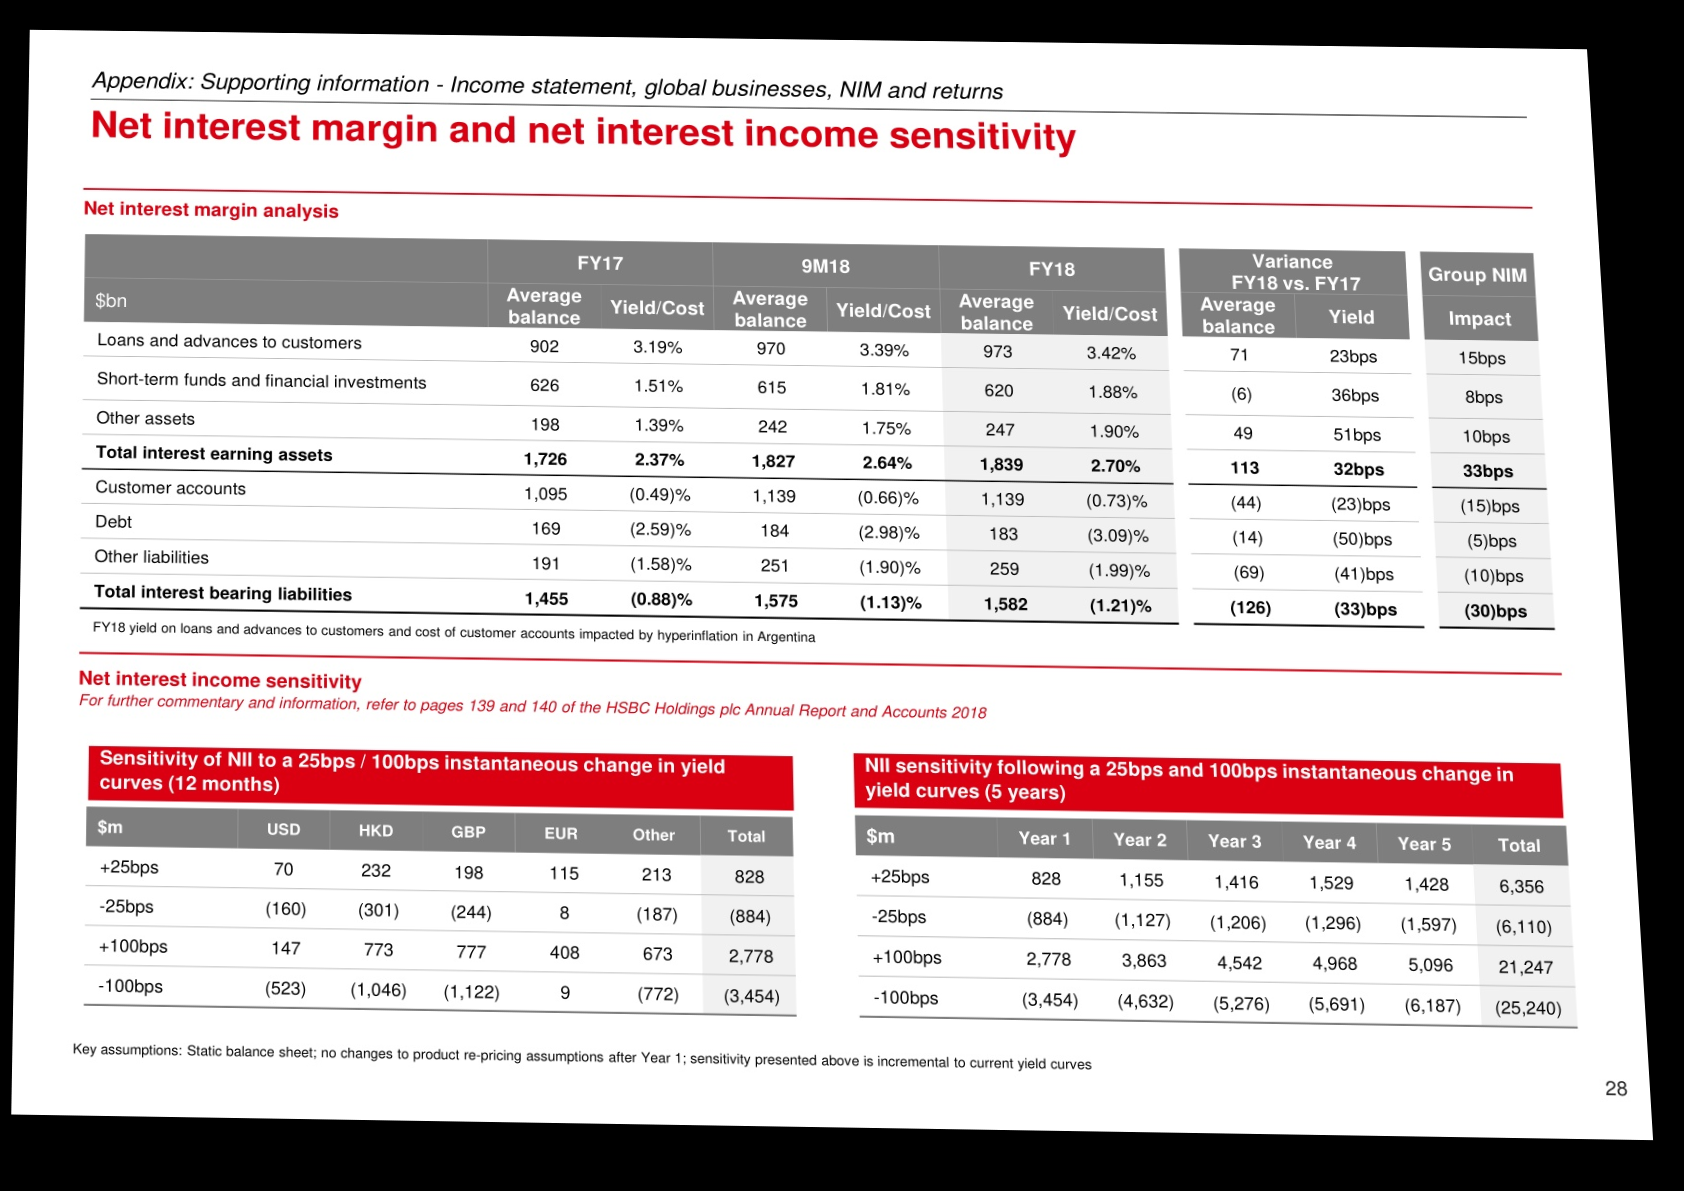 Appendix: Supporting information - Income statement, global businesses, NIM and returns
Net interest margin and net interest income sensitivity
Net interest margin analysis
FY17 9M18 FY18 Variance FY18 vs. FY17 Group NIM
$bn Average balance Yield/Cost Average balance Yield/Cost Average balance Yield/Cost Average balance Yield Impact
Loans and advances to customers 902 3.19% 970 3.39% 973 3.42% 71 23bps 15bps
Short-term funds and financial investments 626 1.51% 615 1.81% 620 1.88% (6) 36bps 8bps
Other assets 198 1.39% 242 1.75% 247 1.90% 49 51bps 10bps
Total interest earning assets 1,726 2.37% 1,827 2.64% 1,839 2.70% 113 32bps 33bps
Customer accounts 1,095 (0.49)% 1,139 (0.66)% 1,139 (0.73)% (44) (23)bps (15)bps
Debt 169 (2.59)% 184 (2.98)% 183 (3.09)% (14) (50)bps (5)bps
Other liabilities 191 (1.58)% 251 (1.90)% 259 (1.99)% (69) (41)bps (10)bps
Total interest bearing liabilities 1,455 (0.88)% 1,575 (1.13)% 1,582 (1.21)% (126) (33)bps (30)bps
FY18 yield on loans and advances to customers and cost of customer accounts impacted by hyperinflation in Argentina
Net interest income sensitivity
For further commentary and information, refer to pages 139 and 140 of the HSBC Holdings plc Annual Report and Accounts 2018
Sensitivity of NII to a 25bps / 100bps instantaneous change in yield
curves (12 months)
$m USD HKD GBP EUR Other Total
+25bps 70 232 198 115 213 828
-25bps (160) (301) (244) 8 (187) (884)
+100bps 147 773 777 408 673 2,778
-100bps (523) (1,046) (1,122) 9 (772) (3,454)
NII sensitivity following a 25bps and 100bps instantaneous change in
yield curves (5 years)
$m Year 1 Year 2 Year 3 Year 4 Year 5 Total
+25bps 828 1,155 1,416 1,529 1,428 6,356
-25bps (884) (1,127) (1,206) (1,296) (1,597) (6,110)
+100bps 2,778 3,863 4,542 4,968 5,096 21,247
-100bps (3,454) (4,632) (5,276) (5,691) (6,187) (25,240)
Key assumptions: Static balance sheet; no changes to product re-pricing assumptions after Year 1; sensitivity presented above is incremental to current yield curves
28